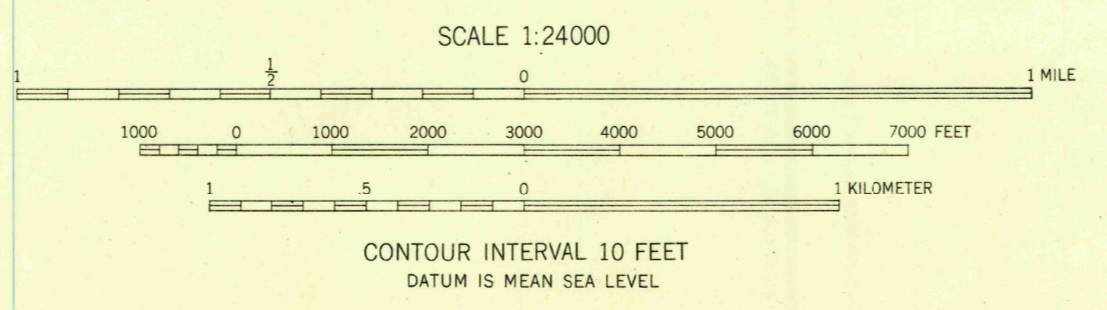 SCALE 1:24000
1 1/2 0 1 MILE
1000 0 1000 2000 3000 4000 5000 6000 7000 FEET
1 .5 0 1 KILOMETER
CONTOUR INTERVAL 10 FEET
DATUM IS MEAN SEA LEVEL